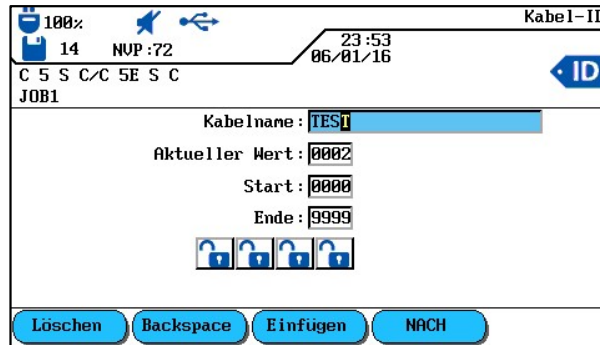 100% Kabel-ID
14 NVP:72 23:53
06/01/16
C 5 S C/C 5E S C
JOB1
ID
Kabelname: TEST
Aktueller Wert: 0002
Start: 0000
Ende: 9999
Löschen Backspace Einfügen NACH